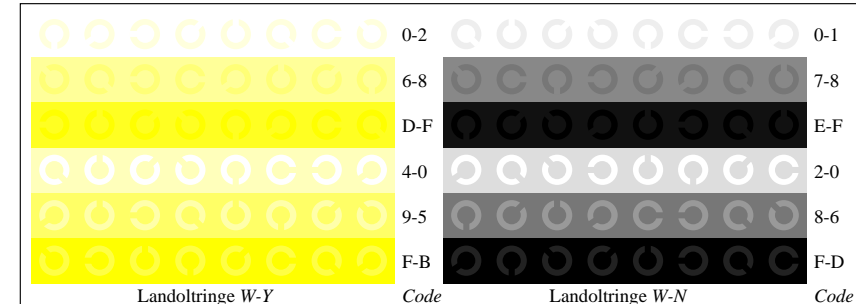 0-2 0-1
6-8 7-8
D-F E-F
4-0 2-0
9-5 8-6
F-B F-D
Landoltringe W-Y Code Landoltringe W-N Code